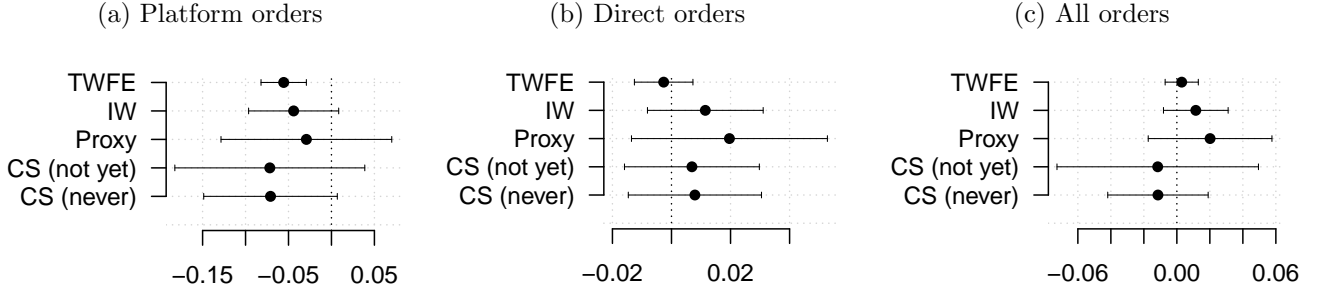 (a) Platform orders
TWFE
IW
Proxy
CS (not yet)
CS (never)
−0.15 −0.05 0.05
(b) Direct orders
TWFE
IW
Proxy
CS (not yet)
CS (never)
−0.02 0.02
(c) All orders
TWFE
IW
Proxy
CS (not yet)
CS (never)
−0.06 0.00 0.06